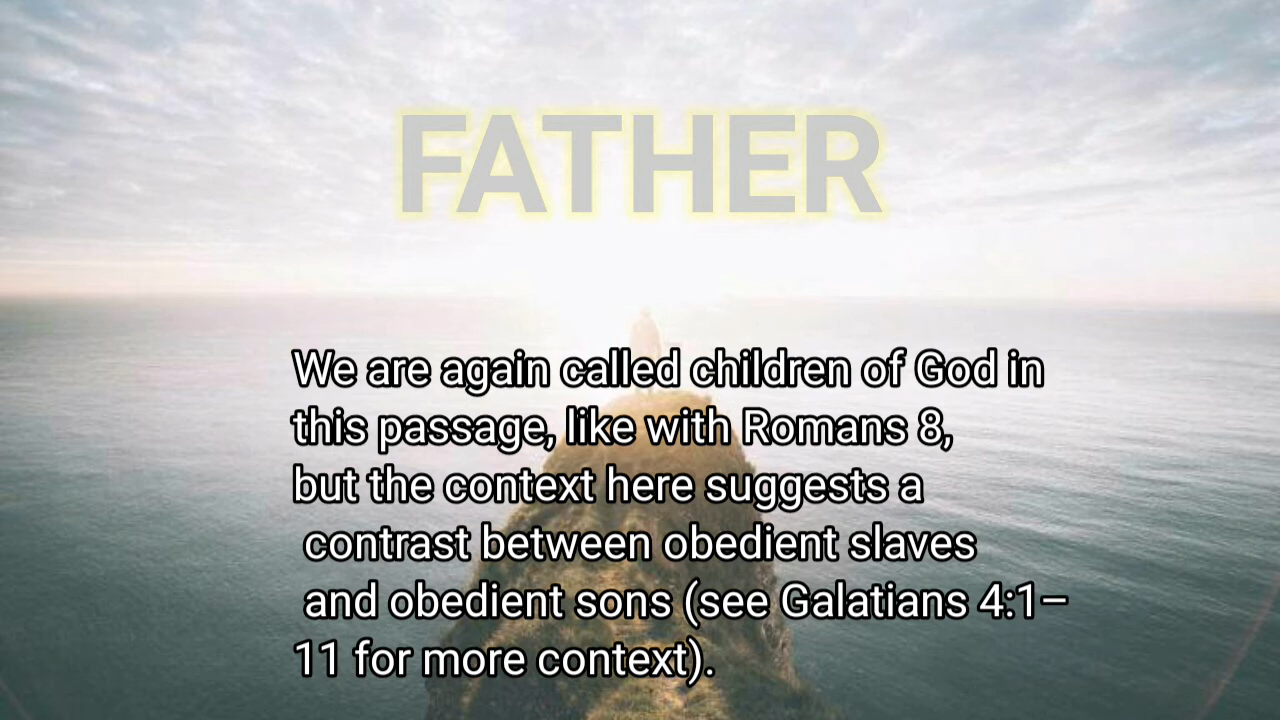 FATHER
We are again called children of God in
this passage, like with Romans 8,
but the context here suggests a
contrast between obedient slaves
and obedient sons (see Galatians 4:1–
11 for more context).